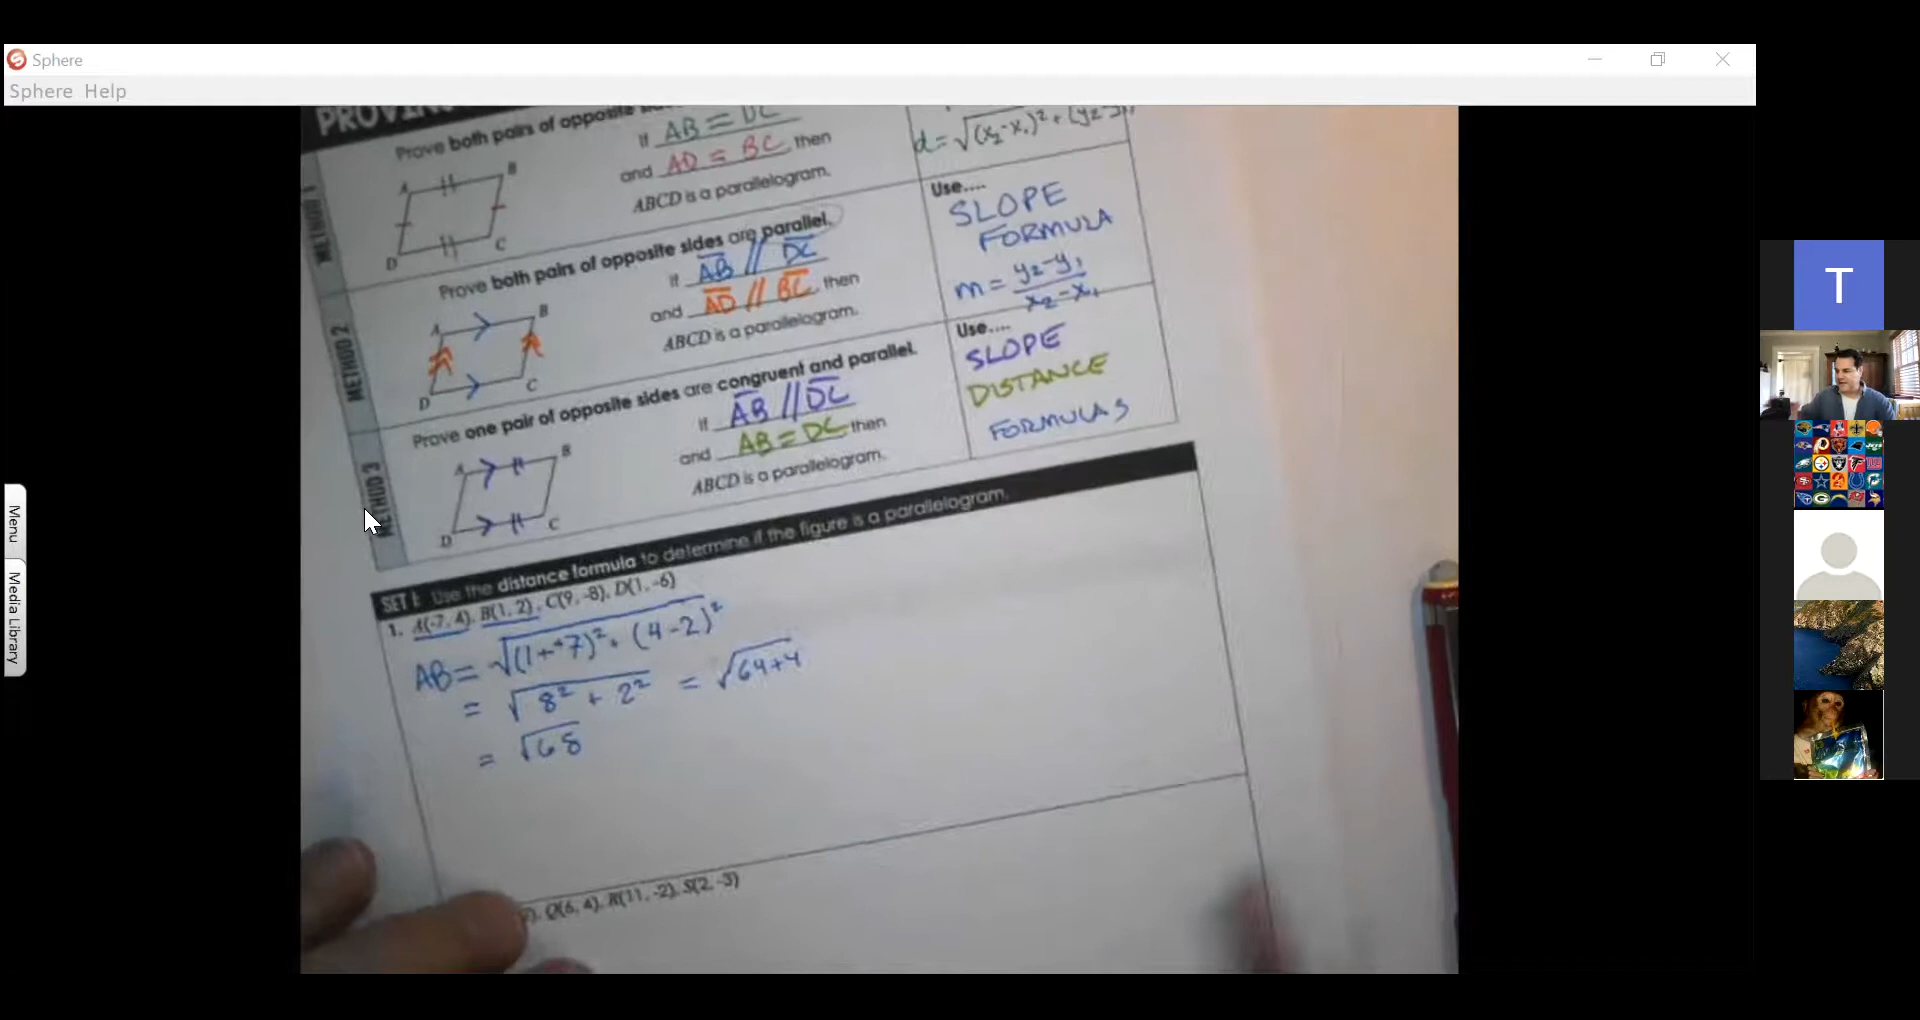 Sphere
Sphere Help
Prove both pairs of opposite
If AB = DC
and AD = BC, then
ABCD is a parallelogram.
A
B
D
C
d = √(x₂-x₁)² + (y₂-y₁)
METHOD 2
Prove both pairs of opposite sides are parallel.
If AB // DC
and AD // BC, then
ABCD is a parallelogram.
A
B
D
C
Use....
SLOPE
FORMULA
m = y₂-y₁
x₂-x₁
METHOD 3
Prove one pair of opposite sides are congruent and parallel.
If AB // DC
and AB = DC then
ABCD is a parallelogram.
A
B
D
C
Use....
SLOPE
DISTANCE
FORMULAS
SET I: Use the distance formula to determine if the figure is a parallelogram.
1. A(-7, 4), B(1, 2), C(9, -8), D(1, -6)
AB = √(1+⁺7)² + (4-2)²
= √8² + 2² = √64+4
= √68
Q(6, 4), R(11, -2), S(2, -3)
Menu
Media Library
T